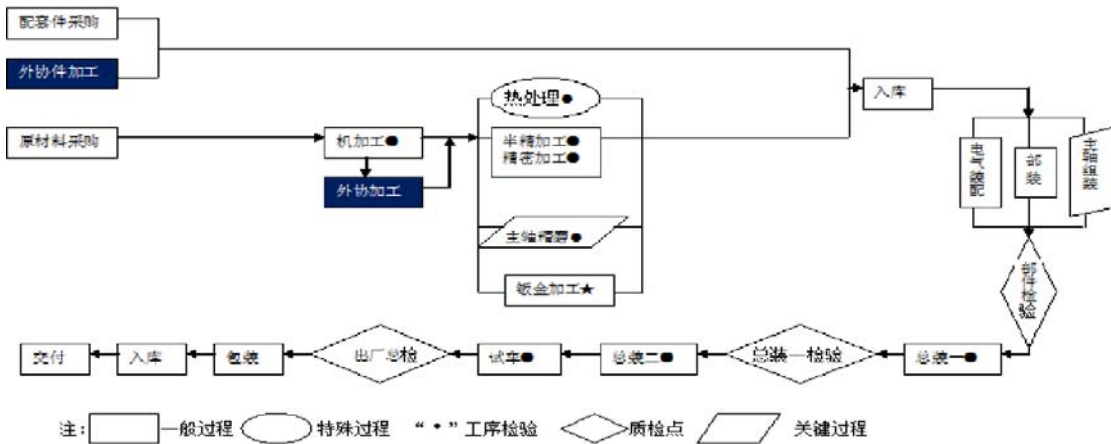 配套件采购
外协件加工
原材料采购
机加工●
外协加工
热处理●
半精加工●
精密加工●
主轴精磨●
钣金加工★
入库
电气装配
部装
主轴组装
部件检验
总装一●
总装一检验
总装二●
试车●
出厂总检
包装
入库
交付
注： 一般过程 特殊过程 “•”工序检验 质检点 关键过程